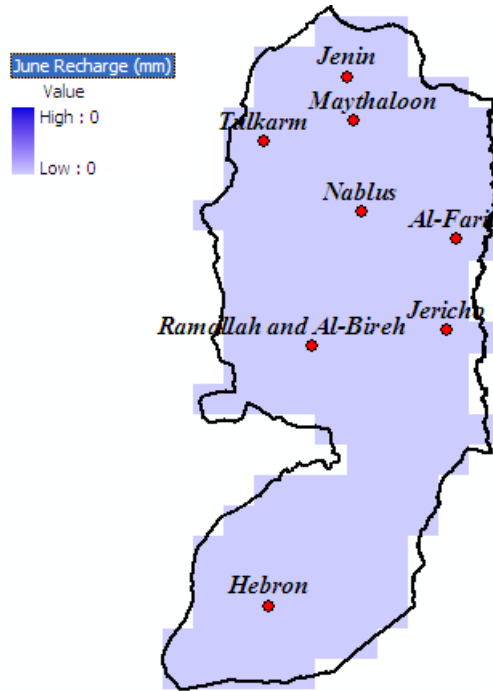 Jenin
June Recharge (mm)
Value
High : 0
Low : 0
Maythaloon
Tulkarm
Nablus
Al-Fari
Jericho
Ramallah and Al-Bireh
Hebron